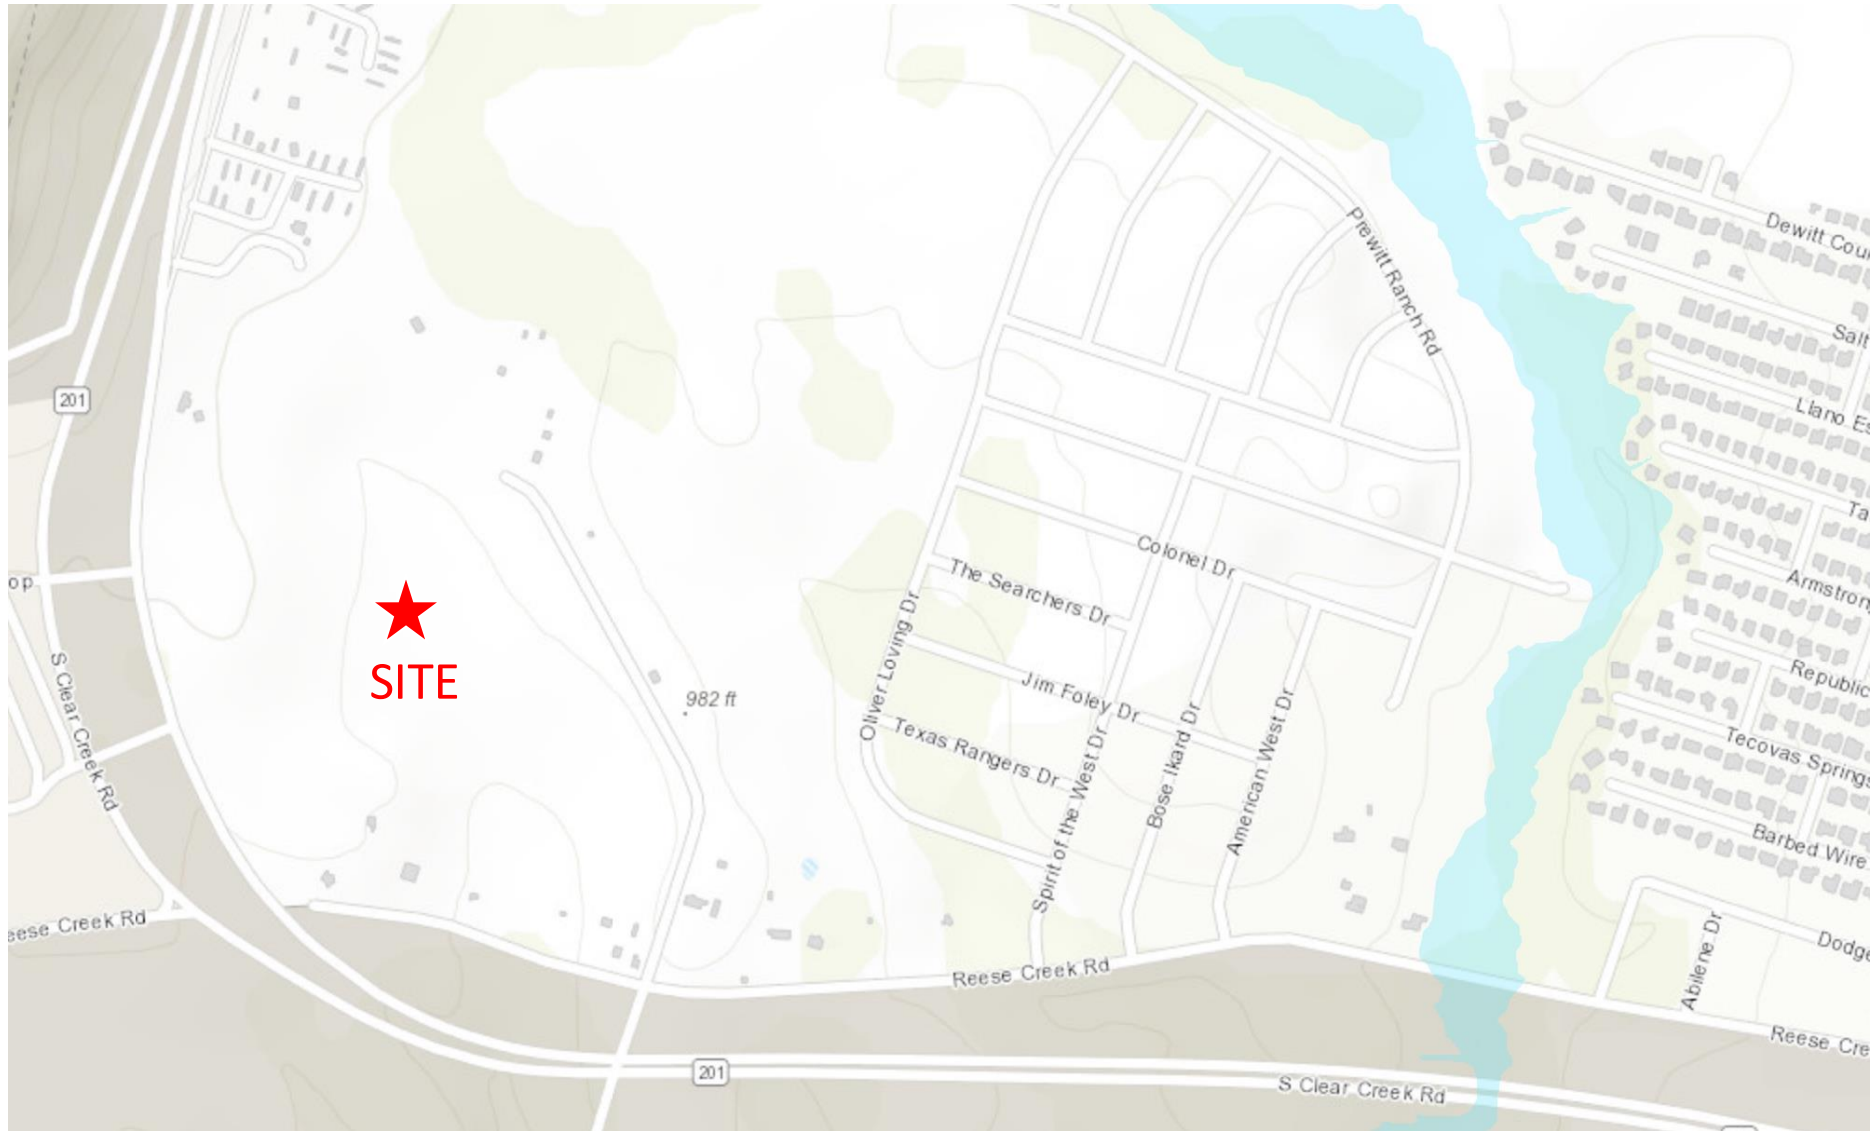 Dewitt Cou
Prewitt Ranch Rd
Salt
201
Llano Es
Ta
Colonel Dr
The Searchers Dr
op
Armstron
SITE
Oliver Loving Dr
S Clear Creek Rd
982 ft
Jim Foley Dr
Republic
Texas Rangers Dr
Spirit of the West Dr
Bose Ikard Dr
American West Dr
Tecovas Springs
Barbed Wire
eese Creek Rd
Abilene Dr
Dodge
Reese Creek Rd
Reese Cre
201
S Clear Creek Rd